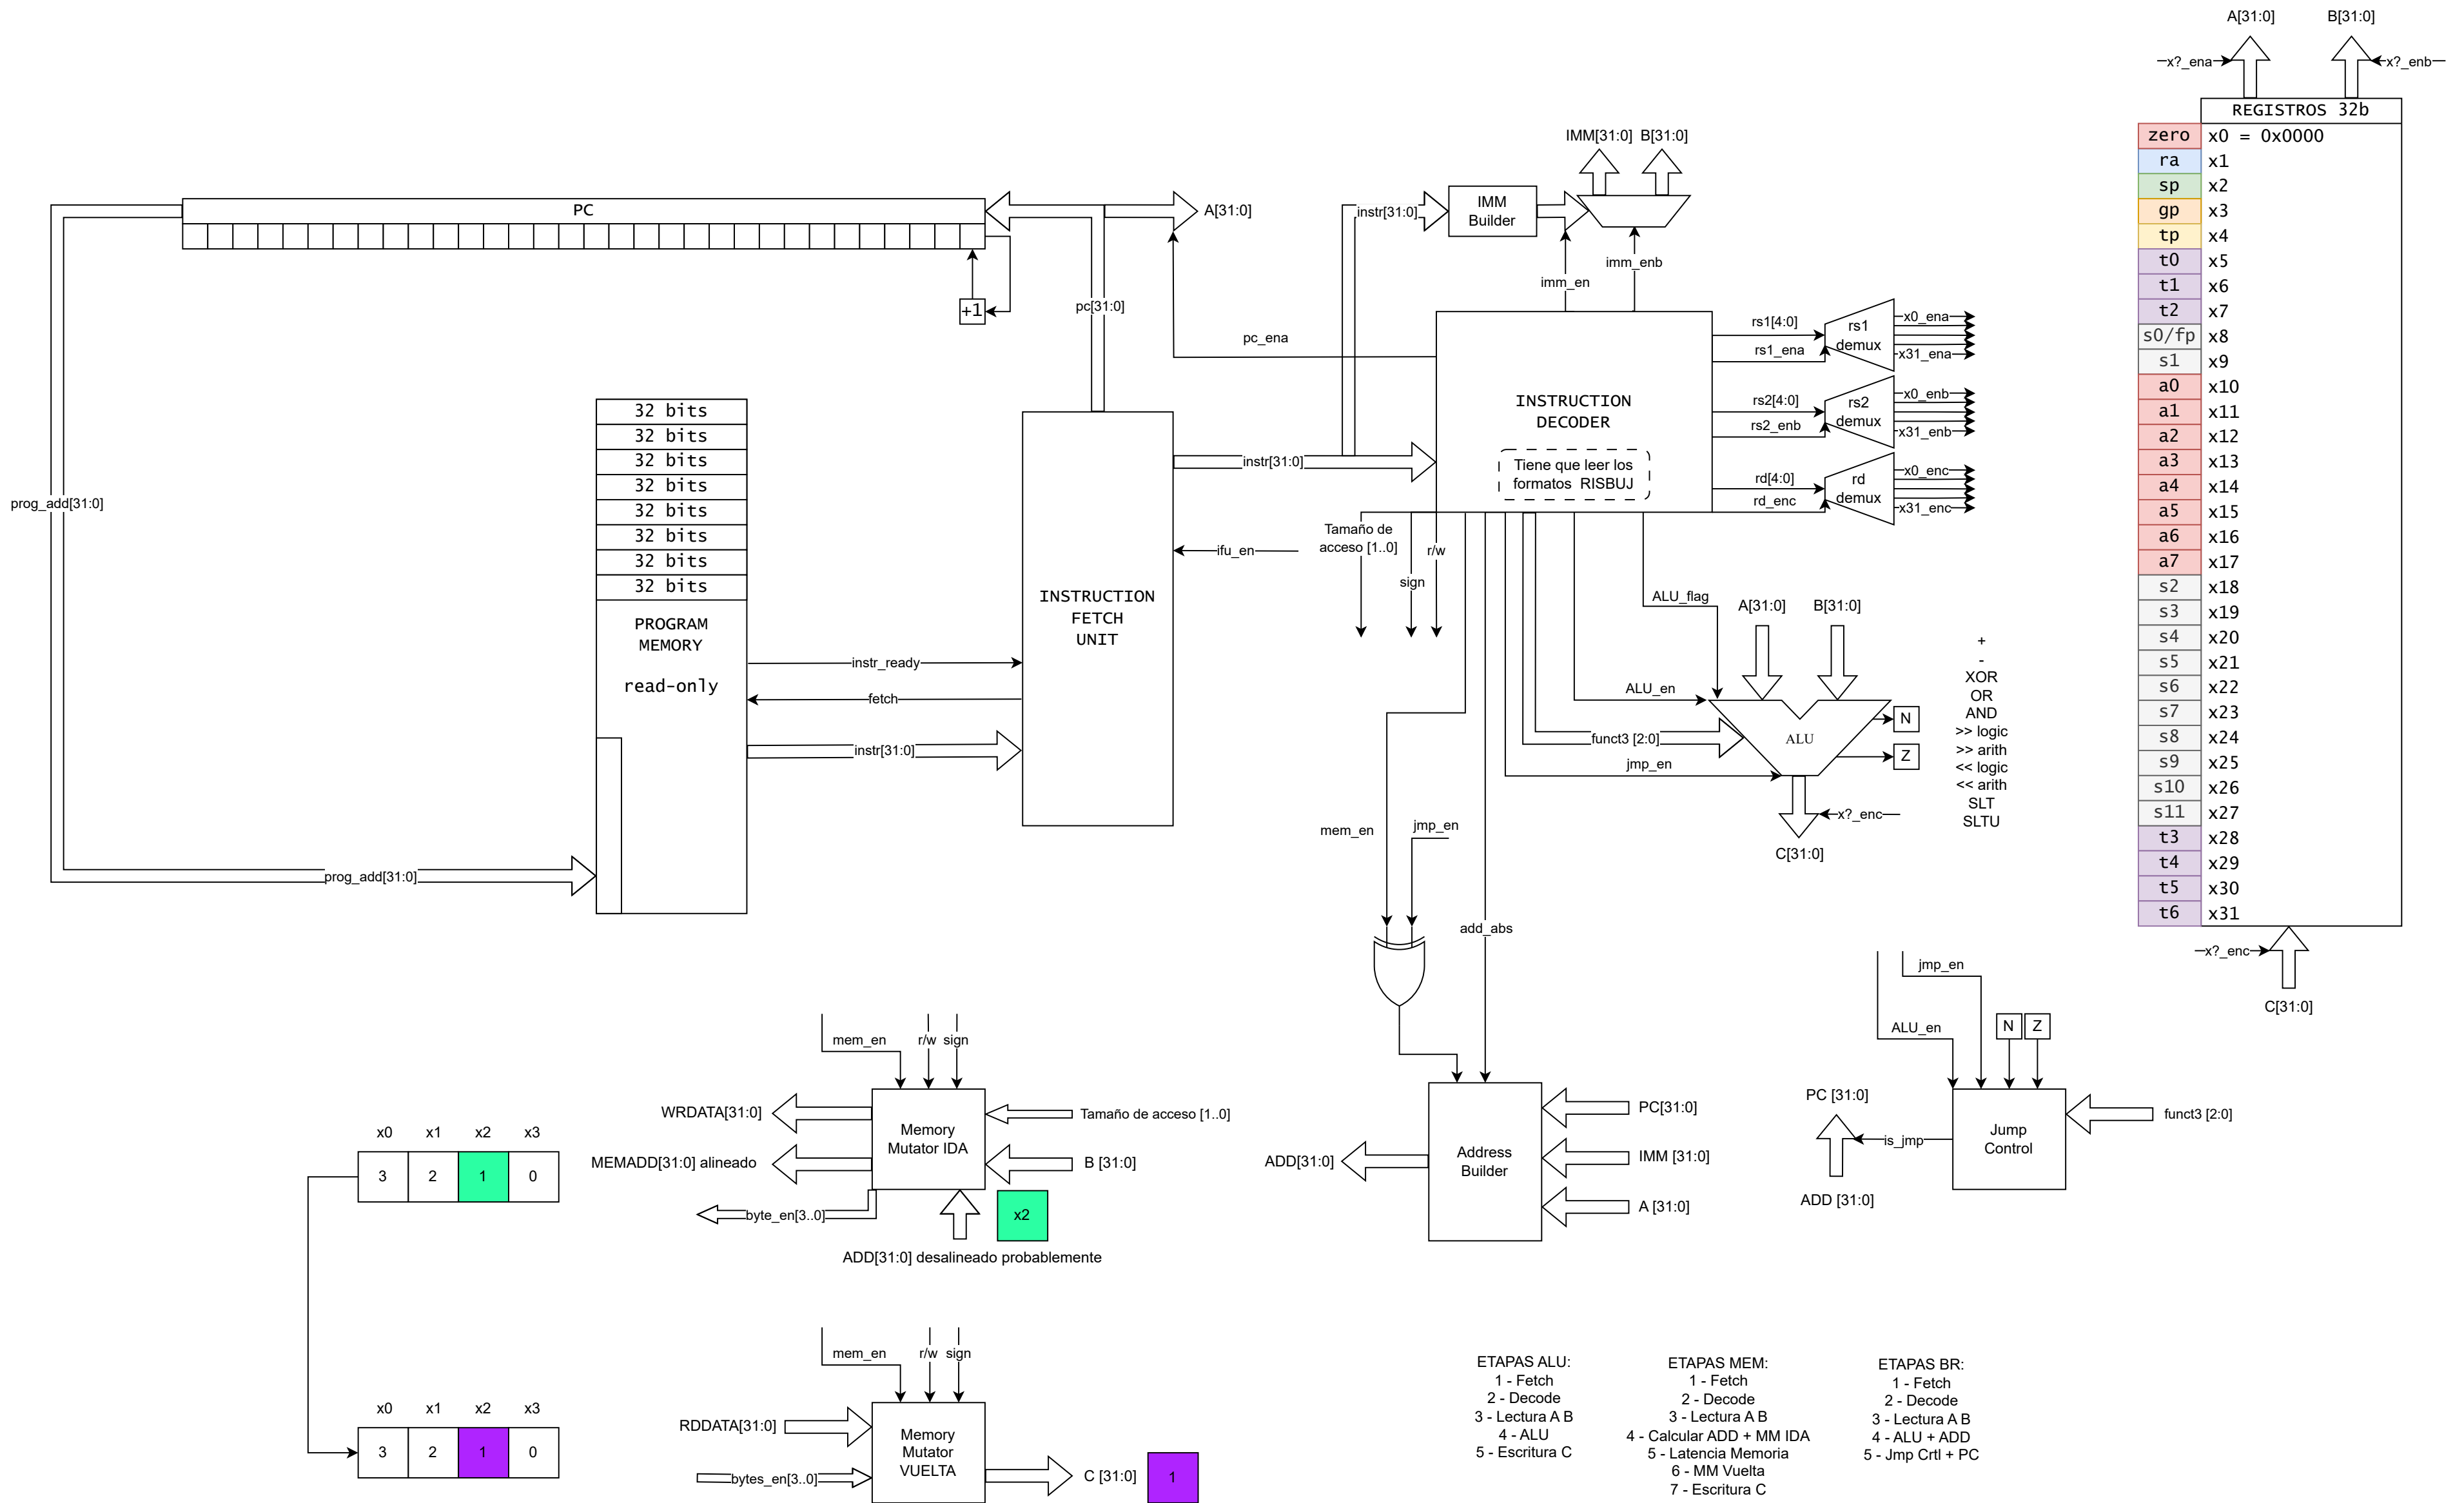 A[31:0]
B[31:0]
x?_ena
x?_enb
REGISTROS 32b
zero x0 = 0x0000
ra x1
sp x2
gp x3
tp x4
t0 x5
t1 x6
t2 x7
s0/fp x8
s1 x9
a0 x10
a1 x11
a2 x12
a3 x13
a4 x14
a5 x15
a6 x16
a7 x17
s2 x18
s3 x19
s4 x20
s5 x21
s6 x22
s7 x23
s8 x24
s9 x25
s10 x26
s11 x27
t3 x28
t4 x29
t5 x30
t6 x31
x?_enc
C[31:0]
PC
+1
prog_add[31:0]
prog_add[31:0]
A[31:0]
pc[31:0]
pc_ena
32 bits
32 bits
32 bits
32 bits
32 bits
32 bits
32 bits
32 bits
PROGRAM
MEMORY
read-only
instr_ready
fetch
instr[31:0]
INSTRUCTION
FETCH
UNIT
ifu_en
instr[31:0]
instr[31:0]
IMM
Builder
IMM[31:0]
B[31:0]
imm_en
imm_enb
INSTRUCTION
DECODER
Tiene que leer los
formatos RISBUJ
rs1[4:0]
rs1_ena
rs1
demux
x0_ena
x31_ena
rs2[4:0]
rs2_enb
rs2
demux
x0_enb
x31_enb
rd[4:0]
rd_enc
rd
demux
x0_enc
x31_enc
Tamaño de
acceso [1..0]
sign
r/w
ALU_flag
A[31:0]
B[31:0]
ALU_en
funct3 [2:0]
jmp_en
ALU
N
Z
x?_enc
C[31:0]
+
-
XOR
OR
AND
>> logic
>> arith
<< logic
<< arith
SLT
SLTU
mem_en
jmp_en
add_abs
Address
Builder
PC[31:0]
IMM [31:0]
A [31:0]
ADD[31:0]
jmp_en
ALU_en
N
Z
Jump
Control
funct3 [2:0]
is_jmp
PC [31:0]
ADD [31:0]
mem_en
r/w
sign
Memory
Mutator IDA
WRDATA[31:0]
MEMADD[31:0] alineado
byte_en[3..0]
Tamaño de acceso [1..0]
B [31:0]
x2
ADD[31:0] desalineado probablemente
x0 x1 x2 x3
3 2 1 0
x0 x1 x2 x3
3 2 1 0
mem_en
r/w
sign
Memory
Mutator
VUELTA
RDDATA[31:0]
bytes_en[3..0]
C [31:0]
1
ETAPAS ALU:
1 - Fetch
2 - Decode
3 - Lectura A B
4 - ALU
5 - Escritura C
ETAPAS MEM:
1 - Fetch
2 - Decode
3 - Lectura A B
4 - Calcular ADD + MM IDA
5 - Latencia Memoria
6 - MM Vuelta
7 - Escritura C
ETAPAS BR:
1 - Fetch
2 - Decode
3 - Lectura A B
4 - ALU + ADD
5 - Jmp Crtl + PC